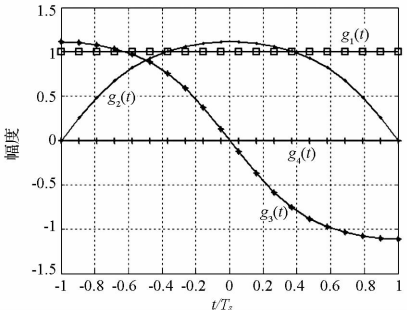 1.5
1
0.5
0
-0.5
-1
-1.5
幅度
g₁(t)
g₂(t)
g₄(t)
g₃(t)
-1 -0.8 -0.6 -0.4 -0.2 0 0.2 0.4 0.6 0.8 1
t/Tₛ